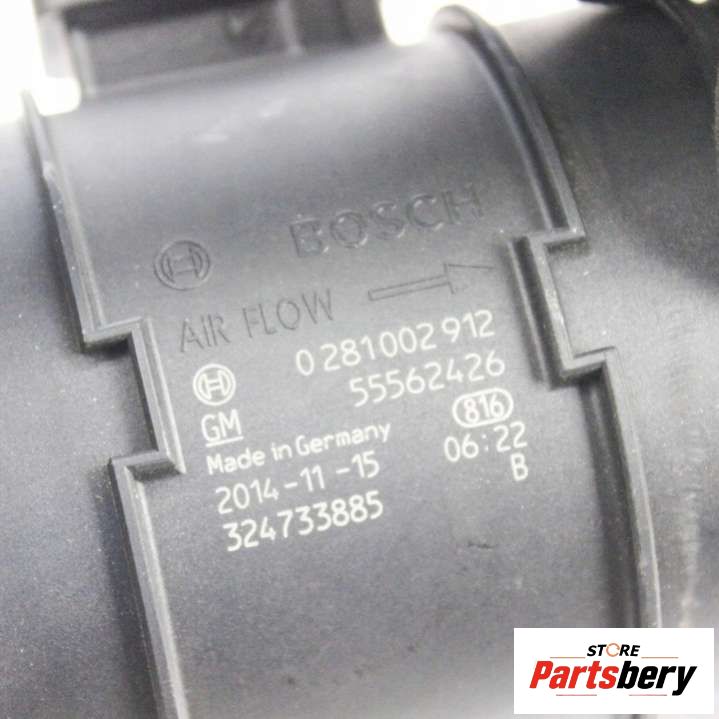 BOSCH
AIR FLOW
0 281 002 912
55562426
GM
816
Made in Germany
06:22
2014-11-15
B
324733885
STORE
Partsbery